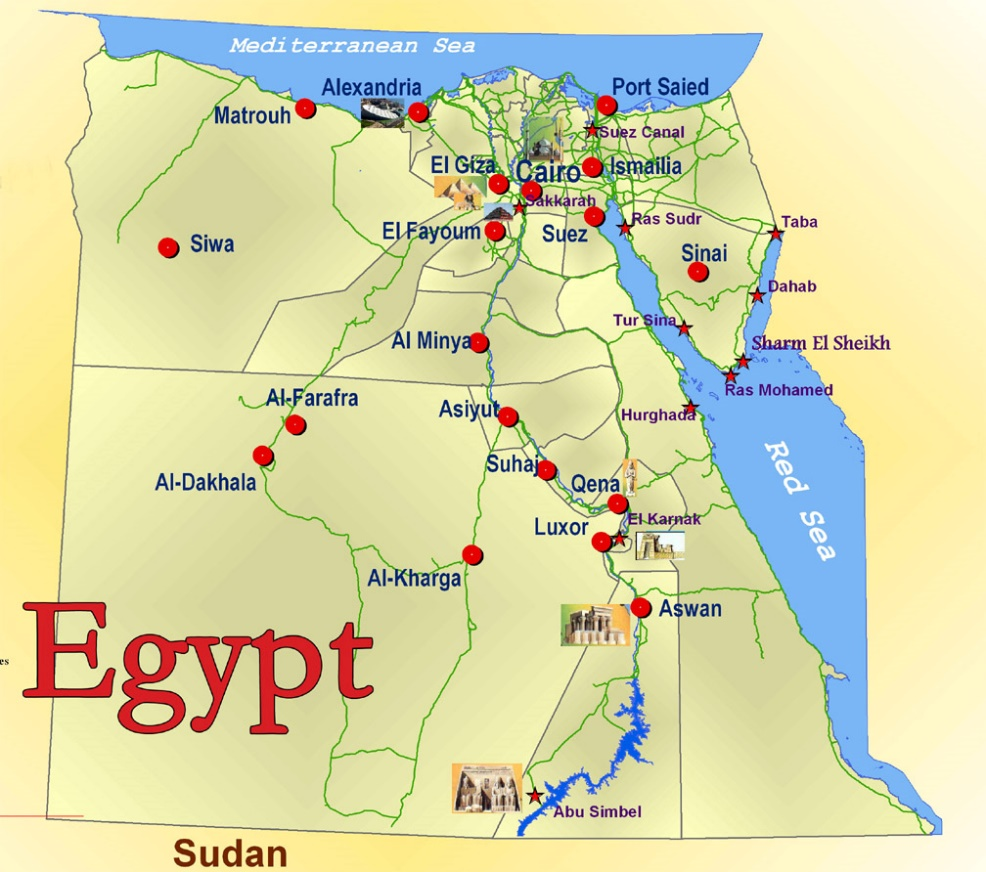 Mediterranean Sea
Alexandria
Port Saied
Matrouh
Suez Canal
El Giza
Cairo
Ismailia
Sakkarah
Ras Sudr
Taba
El Fayoum
Suez
Siwa
Sinai
Dahab
Tur Sina
Al Minya
Sharm El Sheikh
Ras Mohamed
Al-Farafra
Asiyut
Hurghada
Suhaj
Al-Dakhala
Qena
Red Sea
El Karnak
Luxor
Al-Kharga
Aswan
Egypt
es
Abu Simbel
Sudan